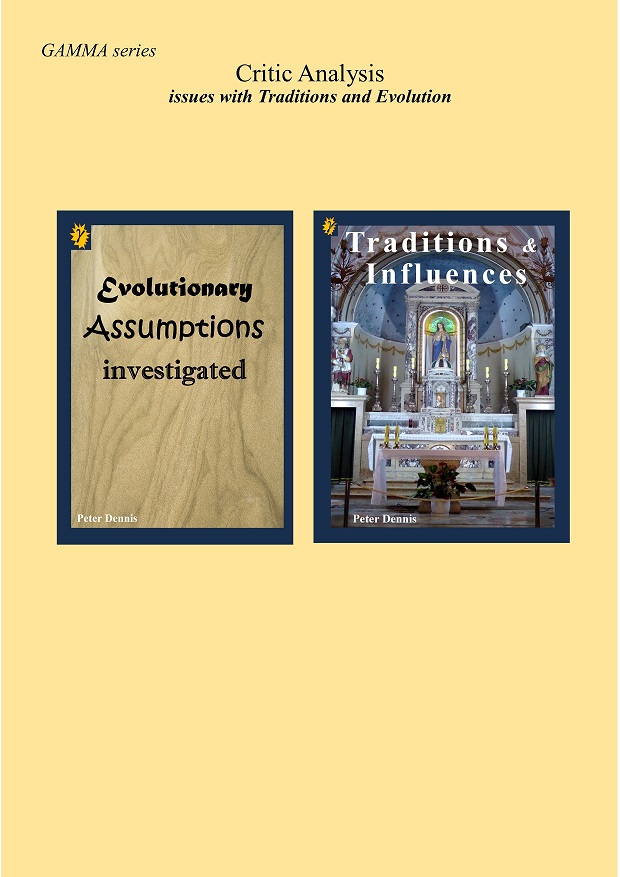 GAMMA series
Critic Analysis
issues with Traditions and Evolution
γ
Evolutionary
Assumptions
investigated
Peter Dennis
γ
Traditions &
Influences
Peter Dennis